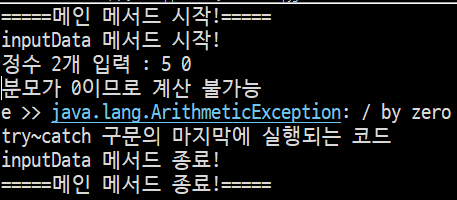 =====메인 메서드 시작!=====
inputData 메서드 시작!
정수 2개 입력 : 5 0
분모가 0이므로 계산 불가능
e >> java.lang.ArithmeticException: / by zero
try~catch 구문의 마지막에 실행되는 코드
inputData 메서드 종료!
=====메인 메서드 종료!=====